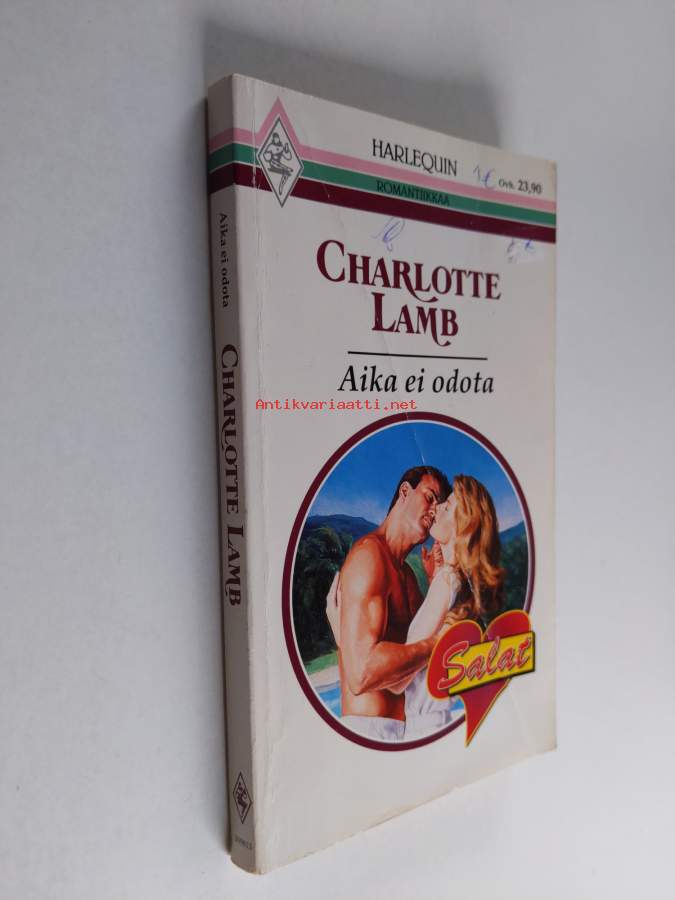 HARLEQUIN
Ovh. 23,90
ROMANTIIKKAA
CHARLOTTE
LAMB
Aika ei odota
Antikvariaatti.net
Salat
Aika ei odota
CHARLOTTE LAMB